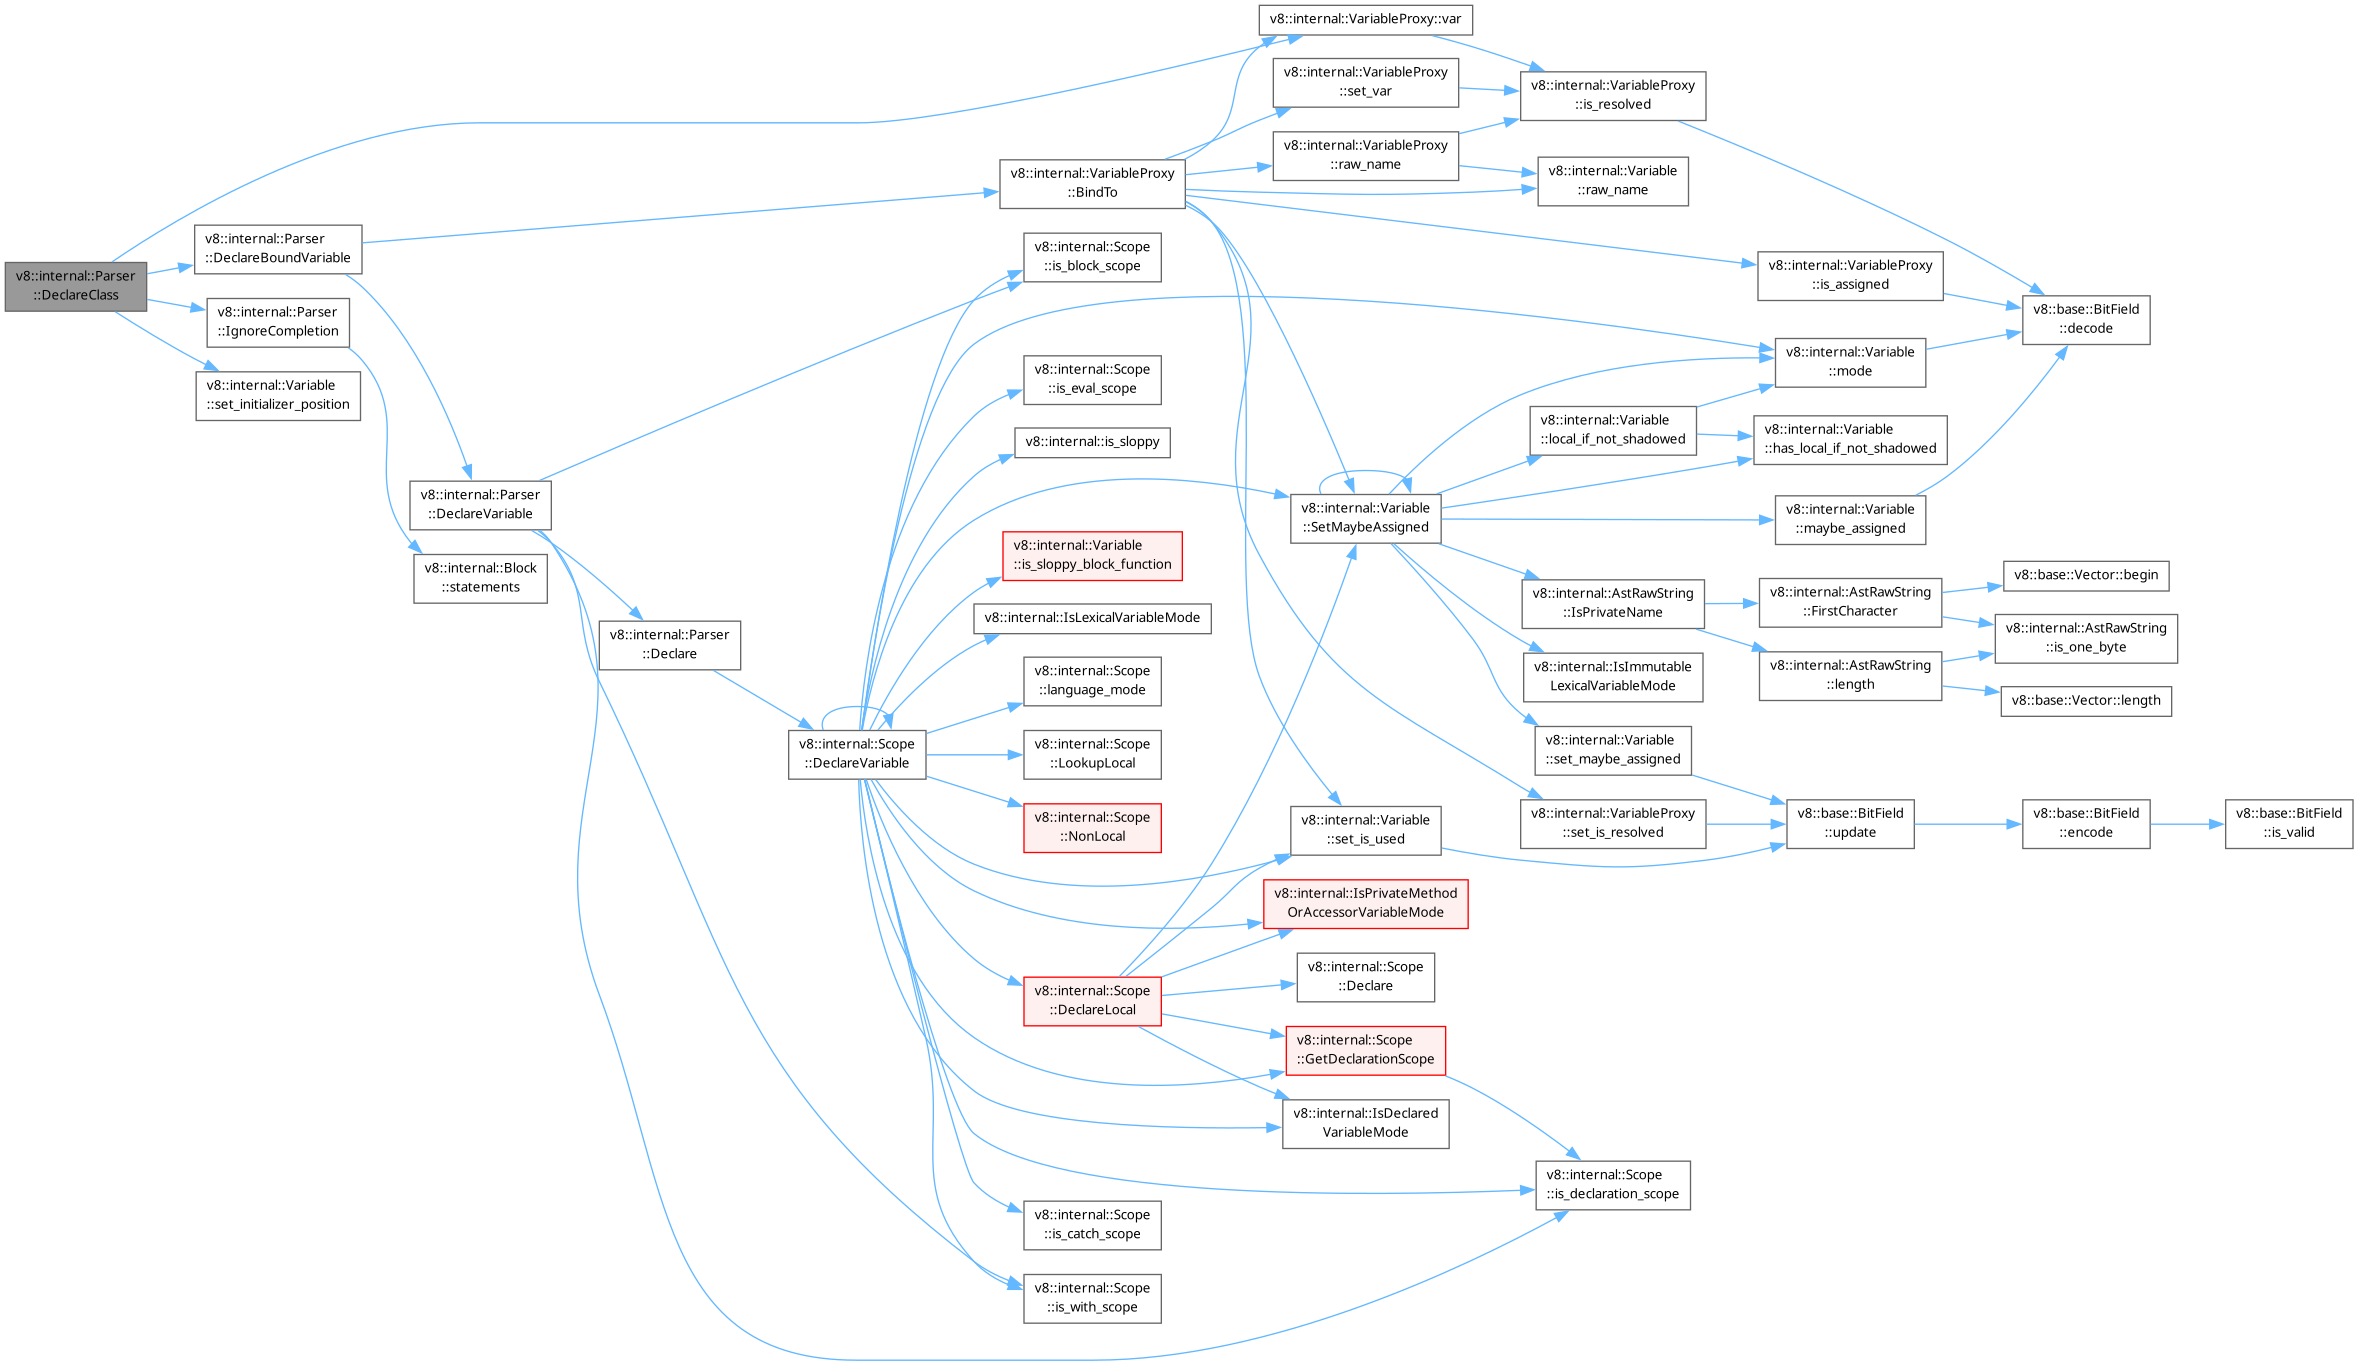 v8::internal::Parser
::DeclareClass
v8::internal::Parser
::DeclareBoundVariable
v8::internal::Parser
::IgnoreCompletion
v8::internal::Variable
::set_initializer_position
v8::internal::Parser
::DeclareVariable
v8::internal::Block
::statements
v8::internal::Parser
::Declare
v8::internal::Scope
::DeclareVariable
v8::internal::VariableProxy
::BindTo
v8::internal::Scope
::is_block_scope
v8::internal::Scope
::is_eval_scope
v8::internal::is_sloppy
v8::internal::Variable
::is_sloppy_block_function
v8::internal::IsLexicalVariableMode
v8::internal::Scope
::language_mode
v8::internal::Scope
::LookupLocal
v8::internal::Scope
::NonLocal
v8::internal::Scope
::DeclareLocal
v8::internal::Scope
::is_catch_scope
v8::internal::Scope
::is_with_scope
v8::internal::VariableProxy::var
v8::internal::VariableProxy
::set_var
v8::internal::VariableProxy
::raw_name
v8::internal::Variable
::SetMaybeAssigned
v8::internal::Variable
::set_is_used
v8::internal::IsPrivateMethod
OrAccessorVariableMode
v8::internal::Scope
::Declare
v8::internal::Scope
::GetDeclarationScope
v8::internal::IsDeclared
VariableMode
v8::internal::VariableProxy
::is_resolved
v8::internal::Variable
::raw_name
v8::internal::Variable
::local_if_not_shadowed
v8::internal::AstRawString
::IsPrivateName
v8::internal::IsImmutable
LexicalVariableMode
v8::internal::Variable
::set_maybe_assigned
v8::internal::VariableProxy
::set_is_resolved
v8::internal::Scope
::is_declaration_scope
v8::internal::VariableProxy
::is_assigned
v8::internal::Variable
::mode
v8::internal::Variable
::has_local_if_not_shadowed
v8::internal::Variable
::maybe_assigned
v8::internal::AstRawString
::FirstCharacter
v8::internal::AstRawString
::length
v8::base::BitField
::update
v8::base::BitField
::decode
v8::base::Vector::begin
v8::internal::AstRawString
::is_one_byte
v8::base::Vector::length
v8::base::BitField
::encode
v8::base::BitField
::is_valid